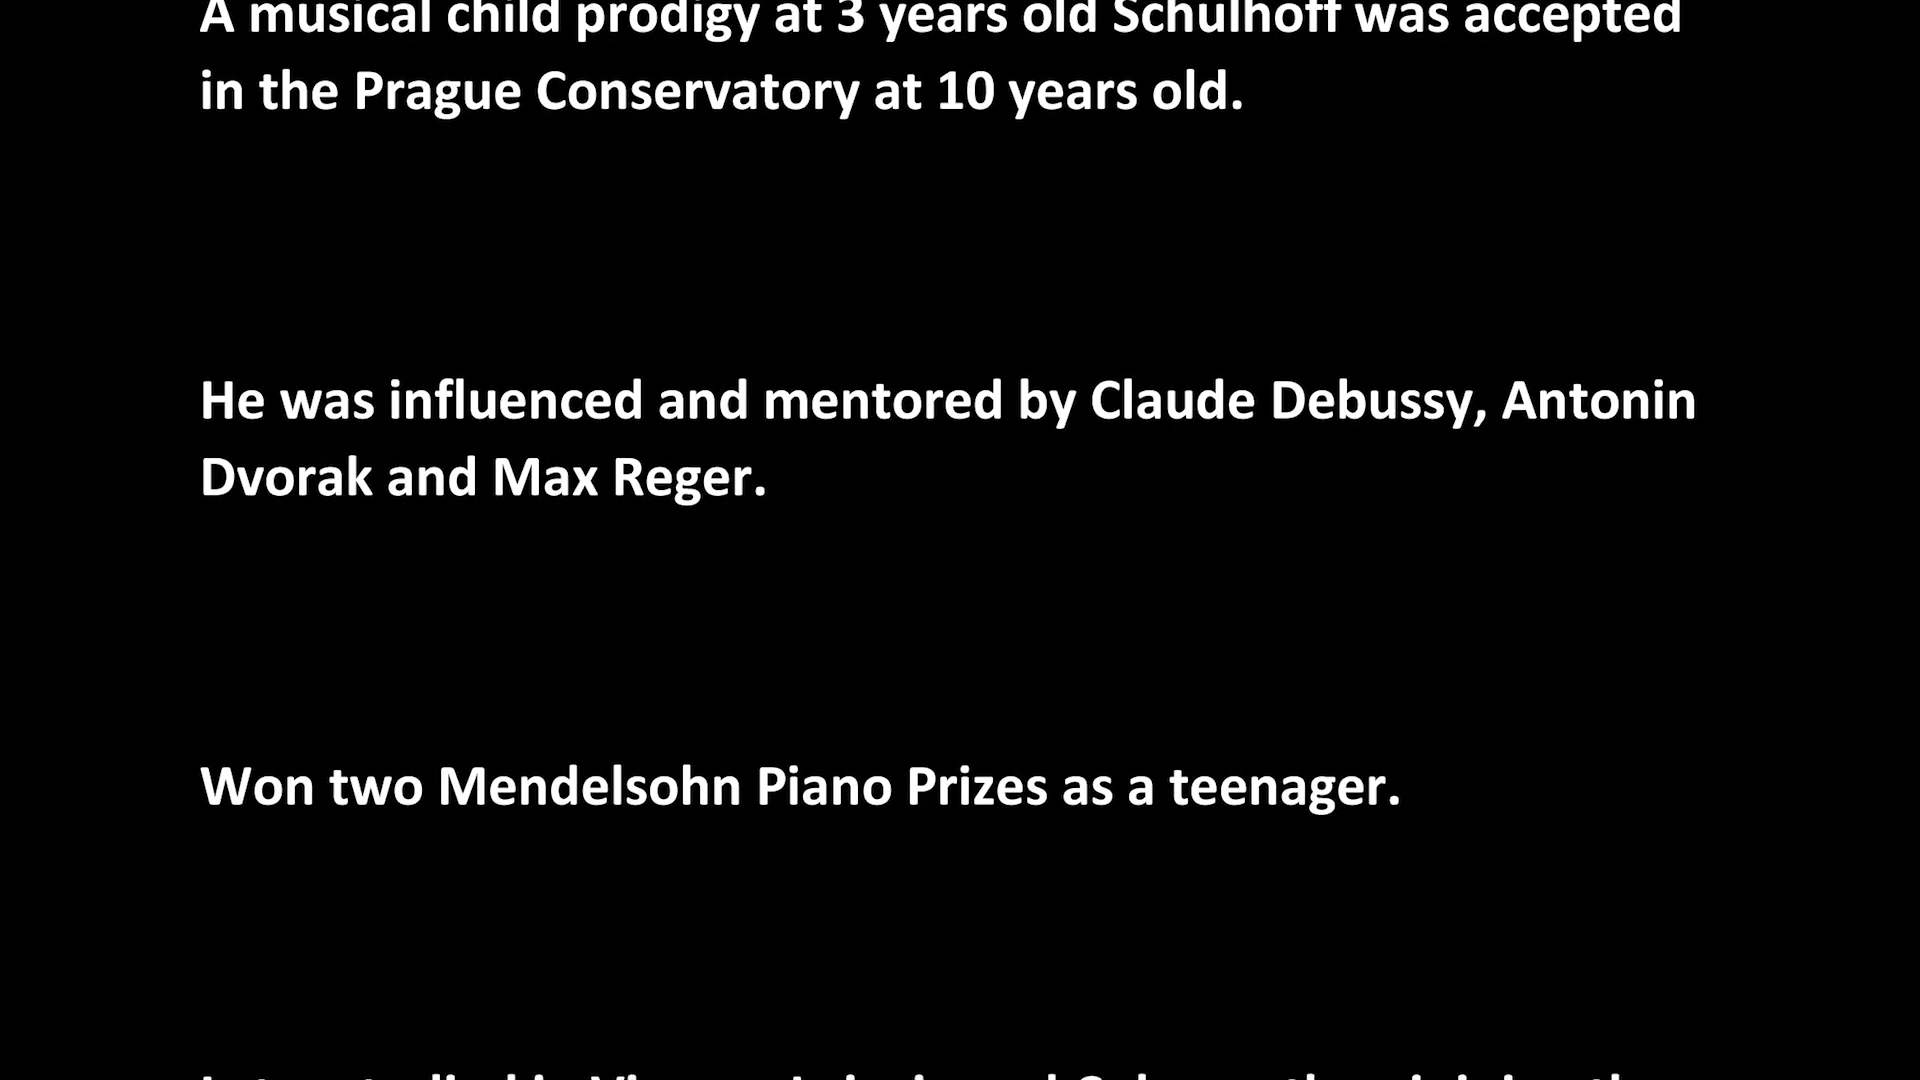 A musical child prodigy at 3 years old Schulhoff was accepted
in the Prague Conservatory at 10 years old.
He was influenced and mentored by Claude Debussy, Antonin
Dvorak and Max Reger.
Won two Mendelsohn Piano Prizes as a teenager.